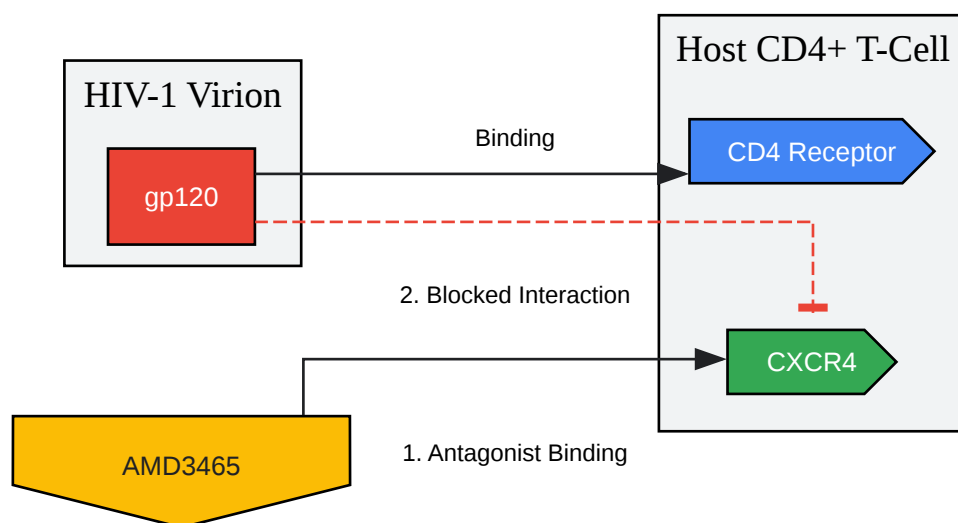 Host CD4+ T-Cell
HIV-1 Virion
Binding
CD4 Receptor
gp120
2. Blocked Interaction
CXCR4
1. Antagonist Binding
AMD3465